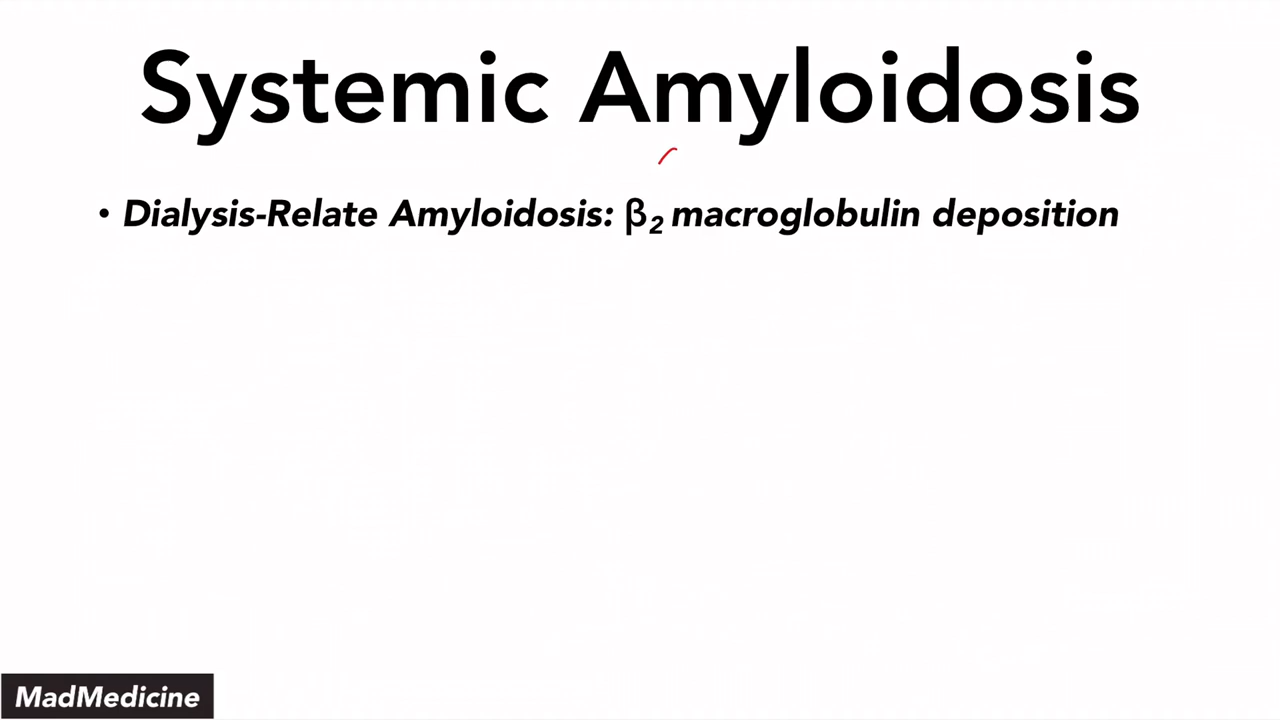 Systemic Amyloidosis
• Dialysis-Relate Amyloidosis: β₂ macroglobulin deposition
MadMedicine